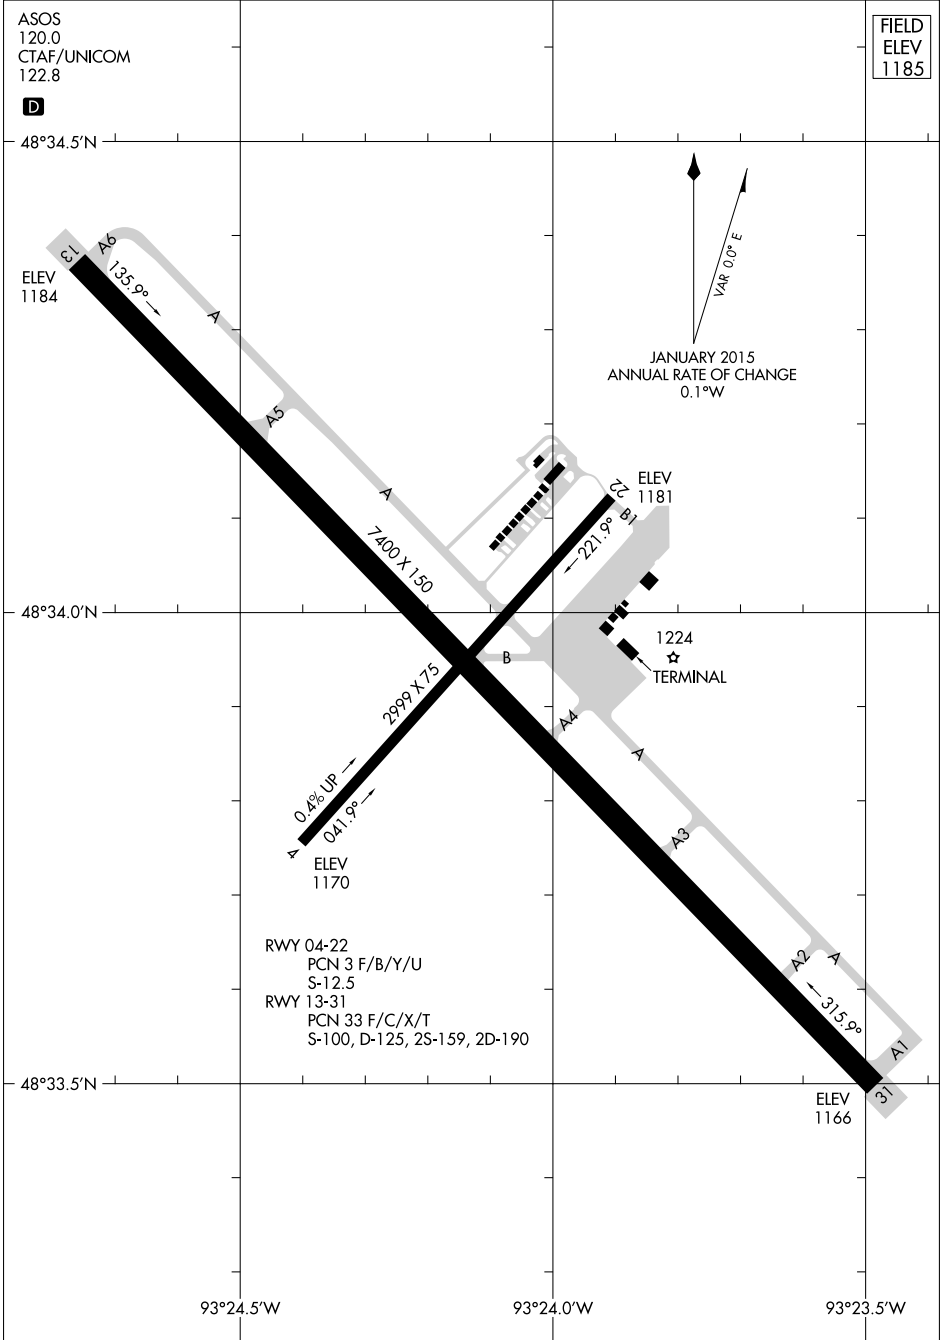 ASOS
120.0
CTAF/UNICOM
122.8
D
FIELD
ELEV
1185
48°34.5'N
VAR 0.0° E
JANUARY 2015
ANNUAL RATE OF CHANGE
0.1°W
13
A6
ELEV
1184
135.9°
A
A5
A
7400 X 150
22
ELEV
1181
B1
221.9°
48°34.0'N
B
1224
TERMINAL
2999 X 75
A4
A
0.4% UP
041.9°
A3
4
ELEV
1170
RWY 04-22
PCN 3 F/B/Y/U
S-12.5
RWY 13-31
PCN 33 F/C/X/T
S-100, D-125, 2S-159, 2D-190
A2
A
315.9°
A1
48°33.5'N
31
ELEV
1166
93°24.5'W
93°24.0'W
93°23.5'W